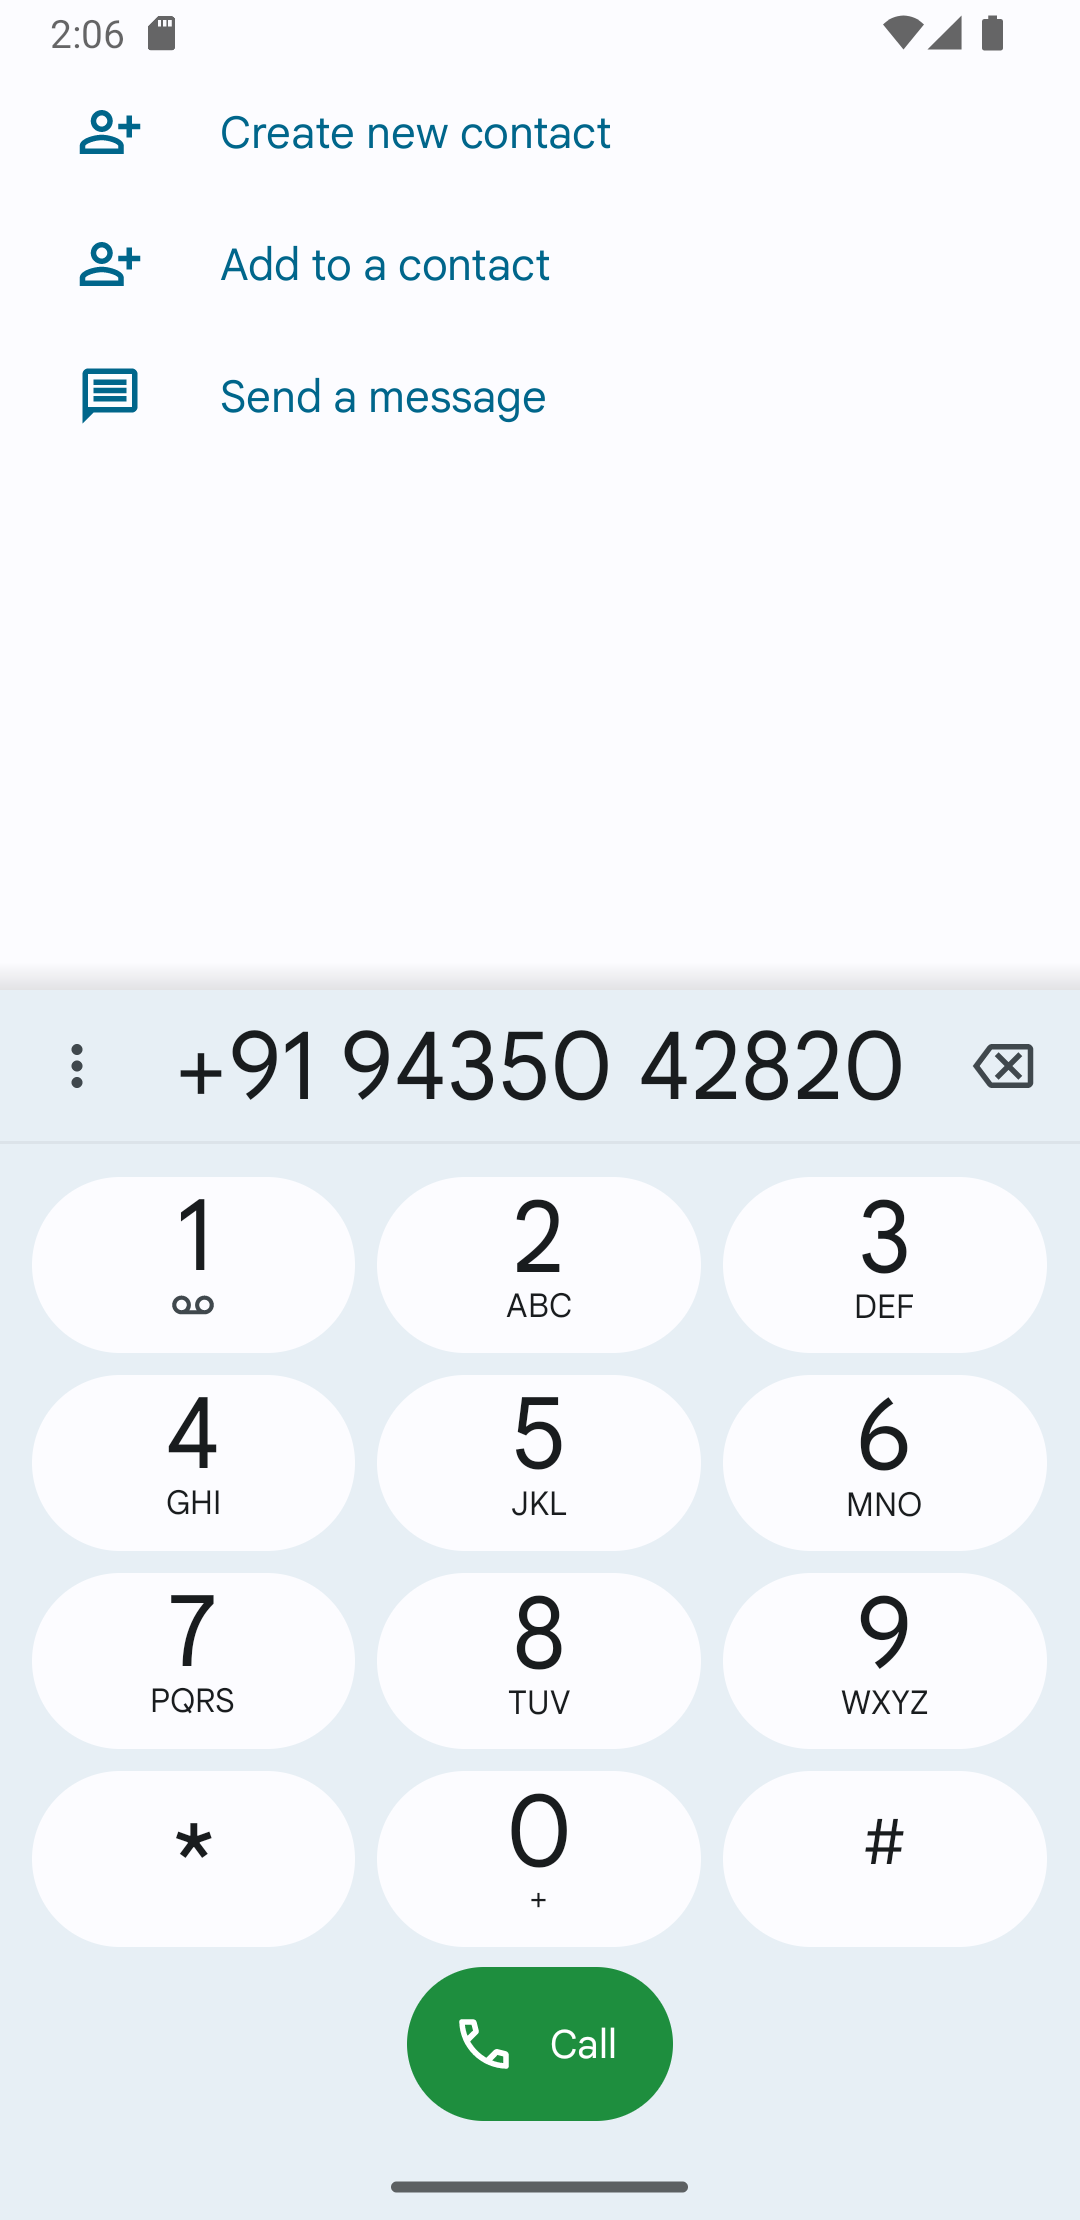 2:06
Create new contact
Add to a contact
Send a message
+91 94350 42820
1
2
ABC
3
DEF
4
GHI
5
JKL
6
MNO
7
PQRS
8
TUV
9
WXYZ
*
0
+
#
Call